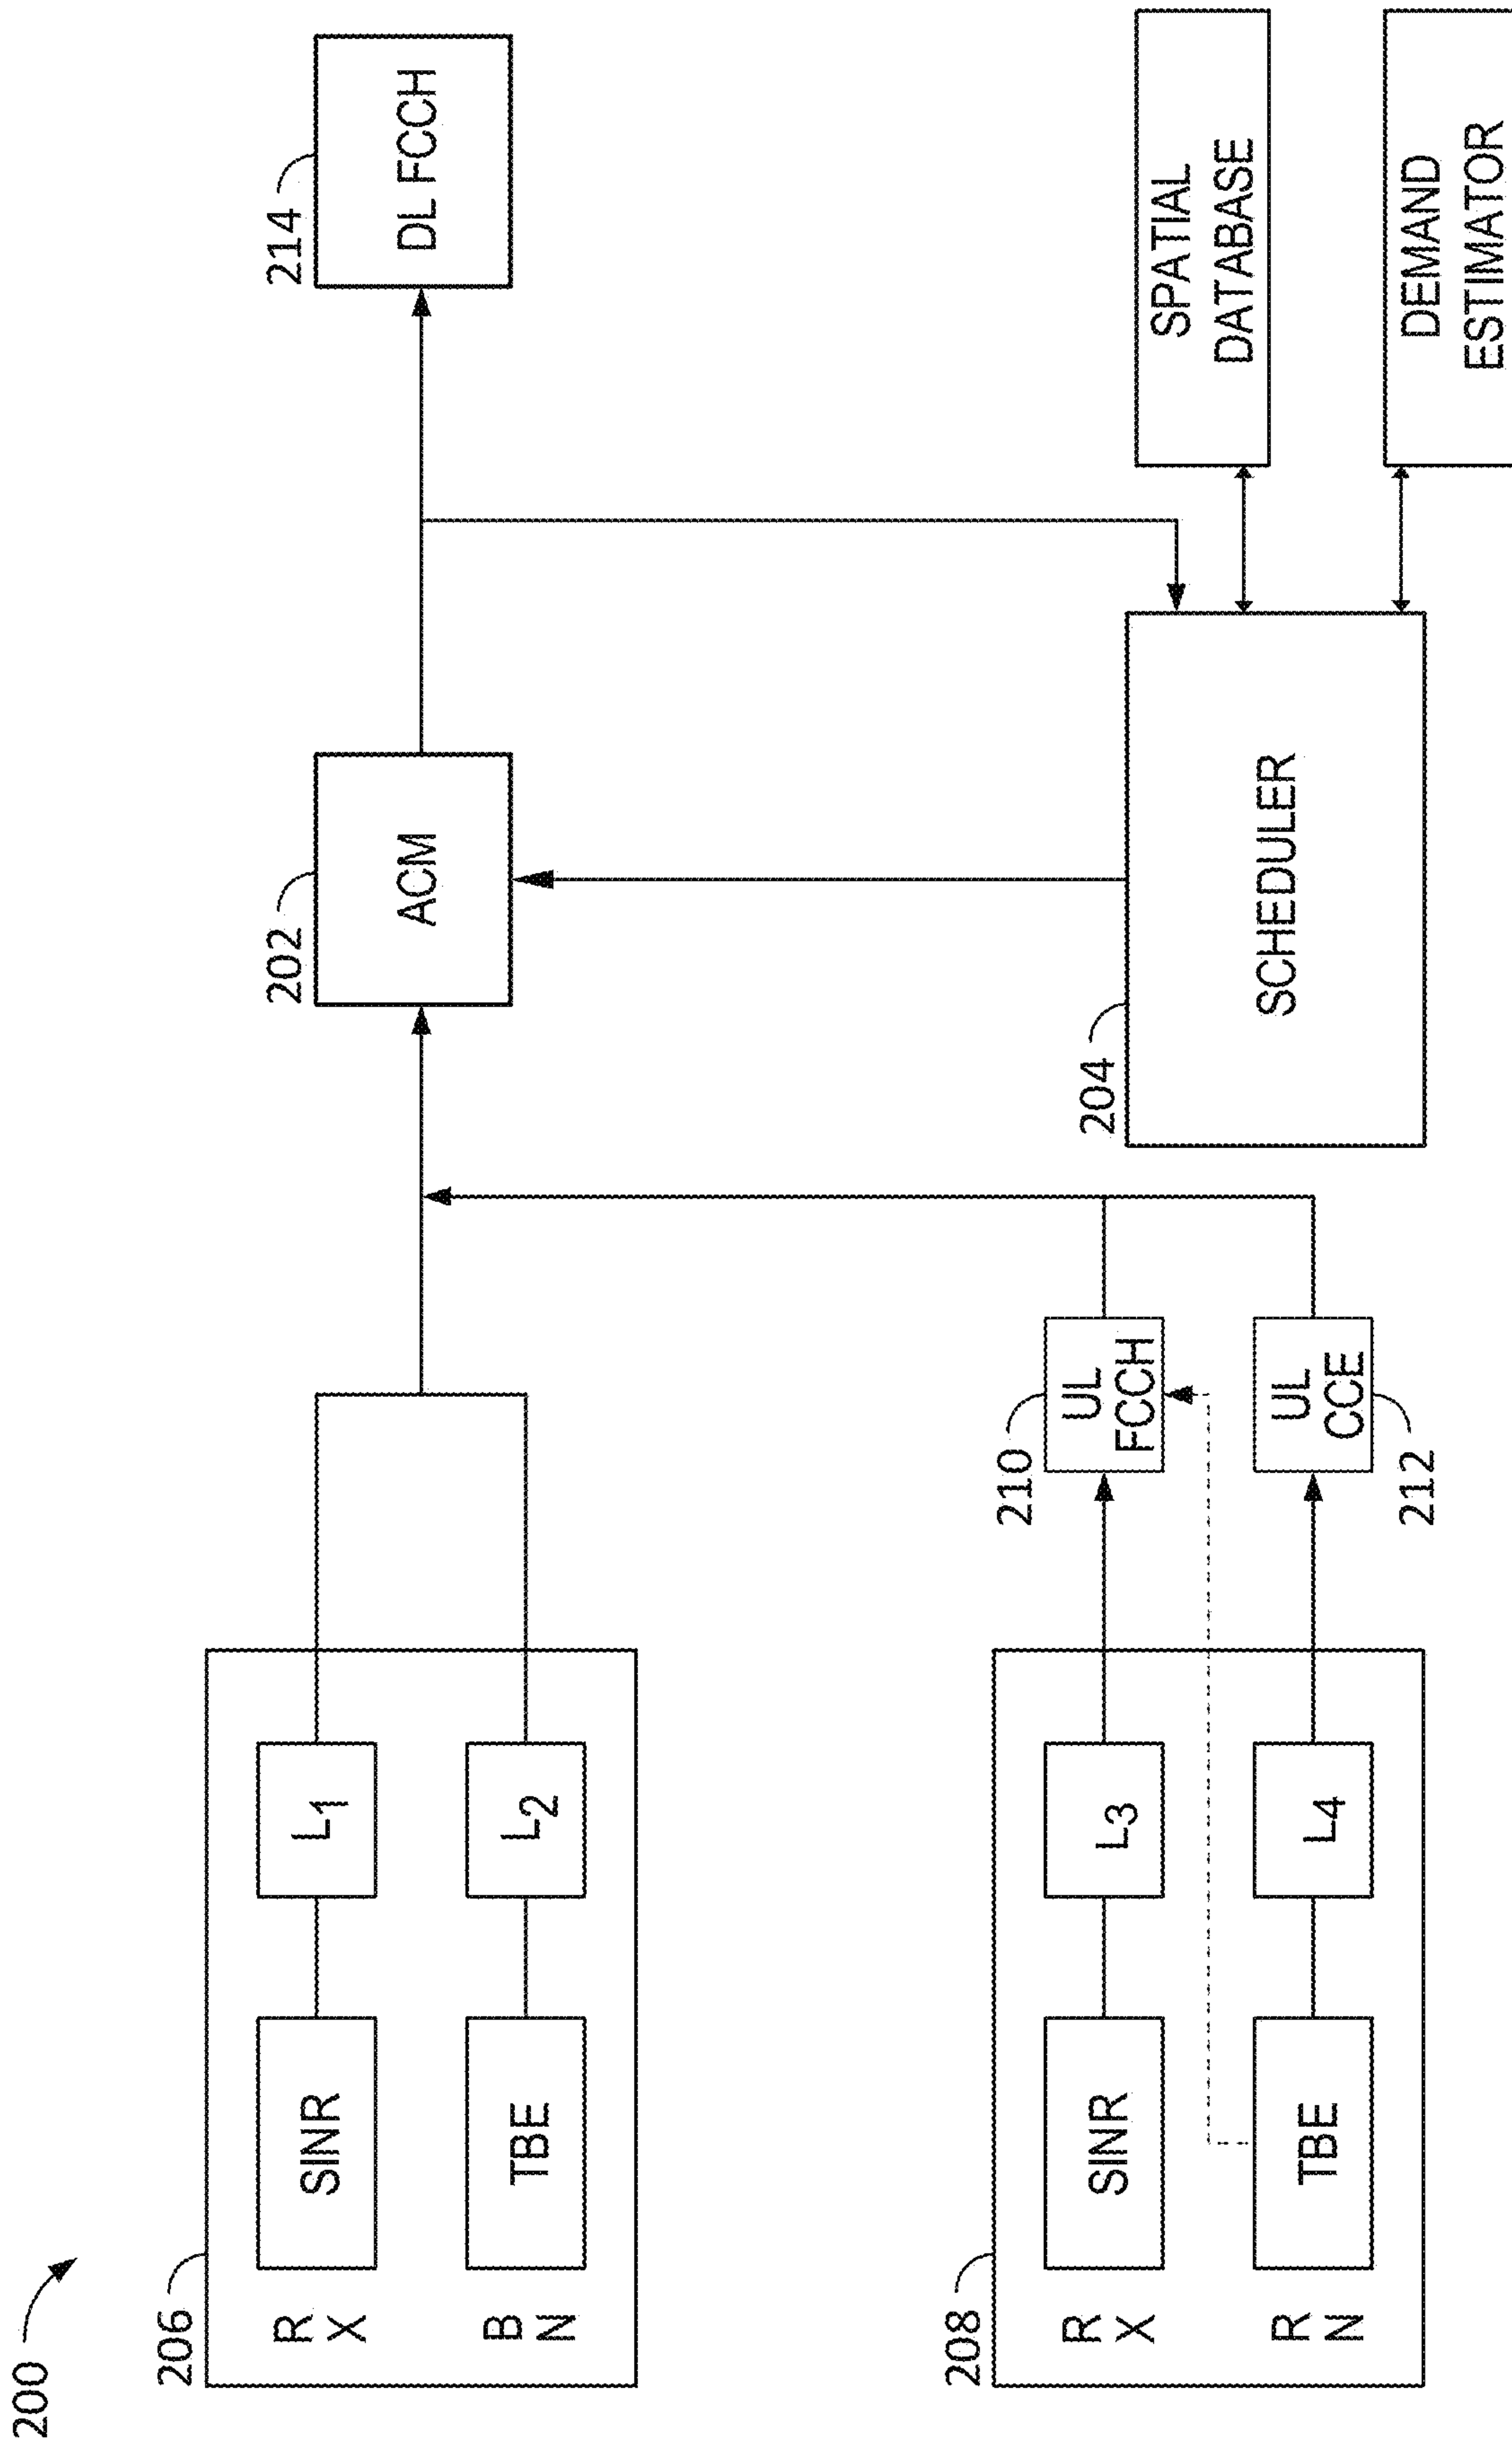 200
206
R
X
SINR
L1
B
N
TBE
L2
202
ACM
214
DL FCCH
208
R
X
SINR
L3
210
UL
FCCH
R
N
TBE
L4
UL
CCE
212
204
SCHEDULER
SPATIAL
DATABASE
DEMAND
ESTIMATOR